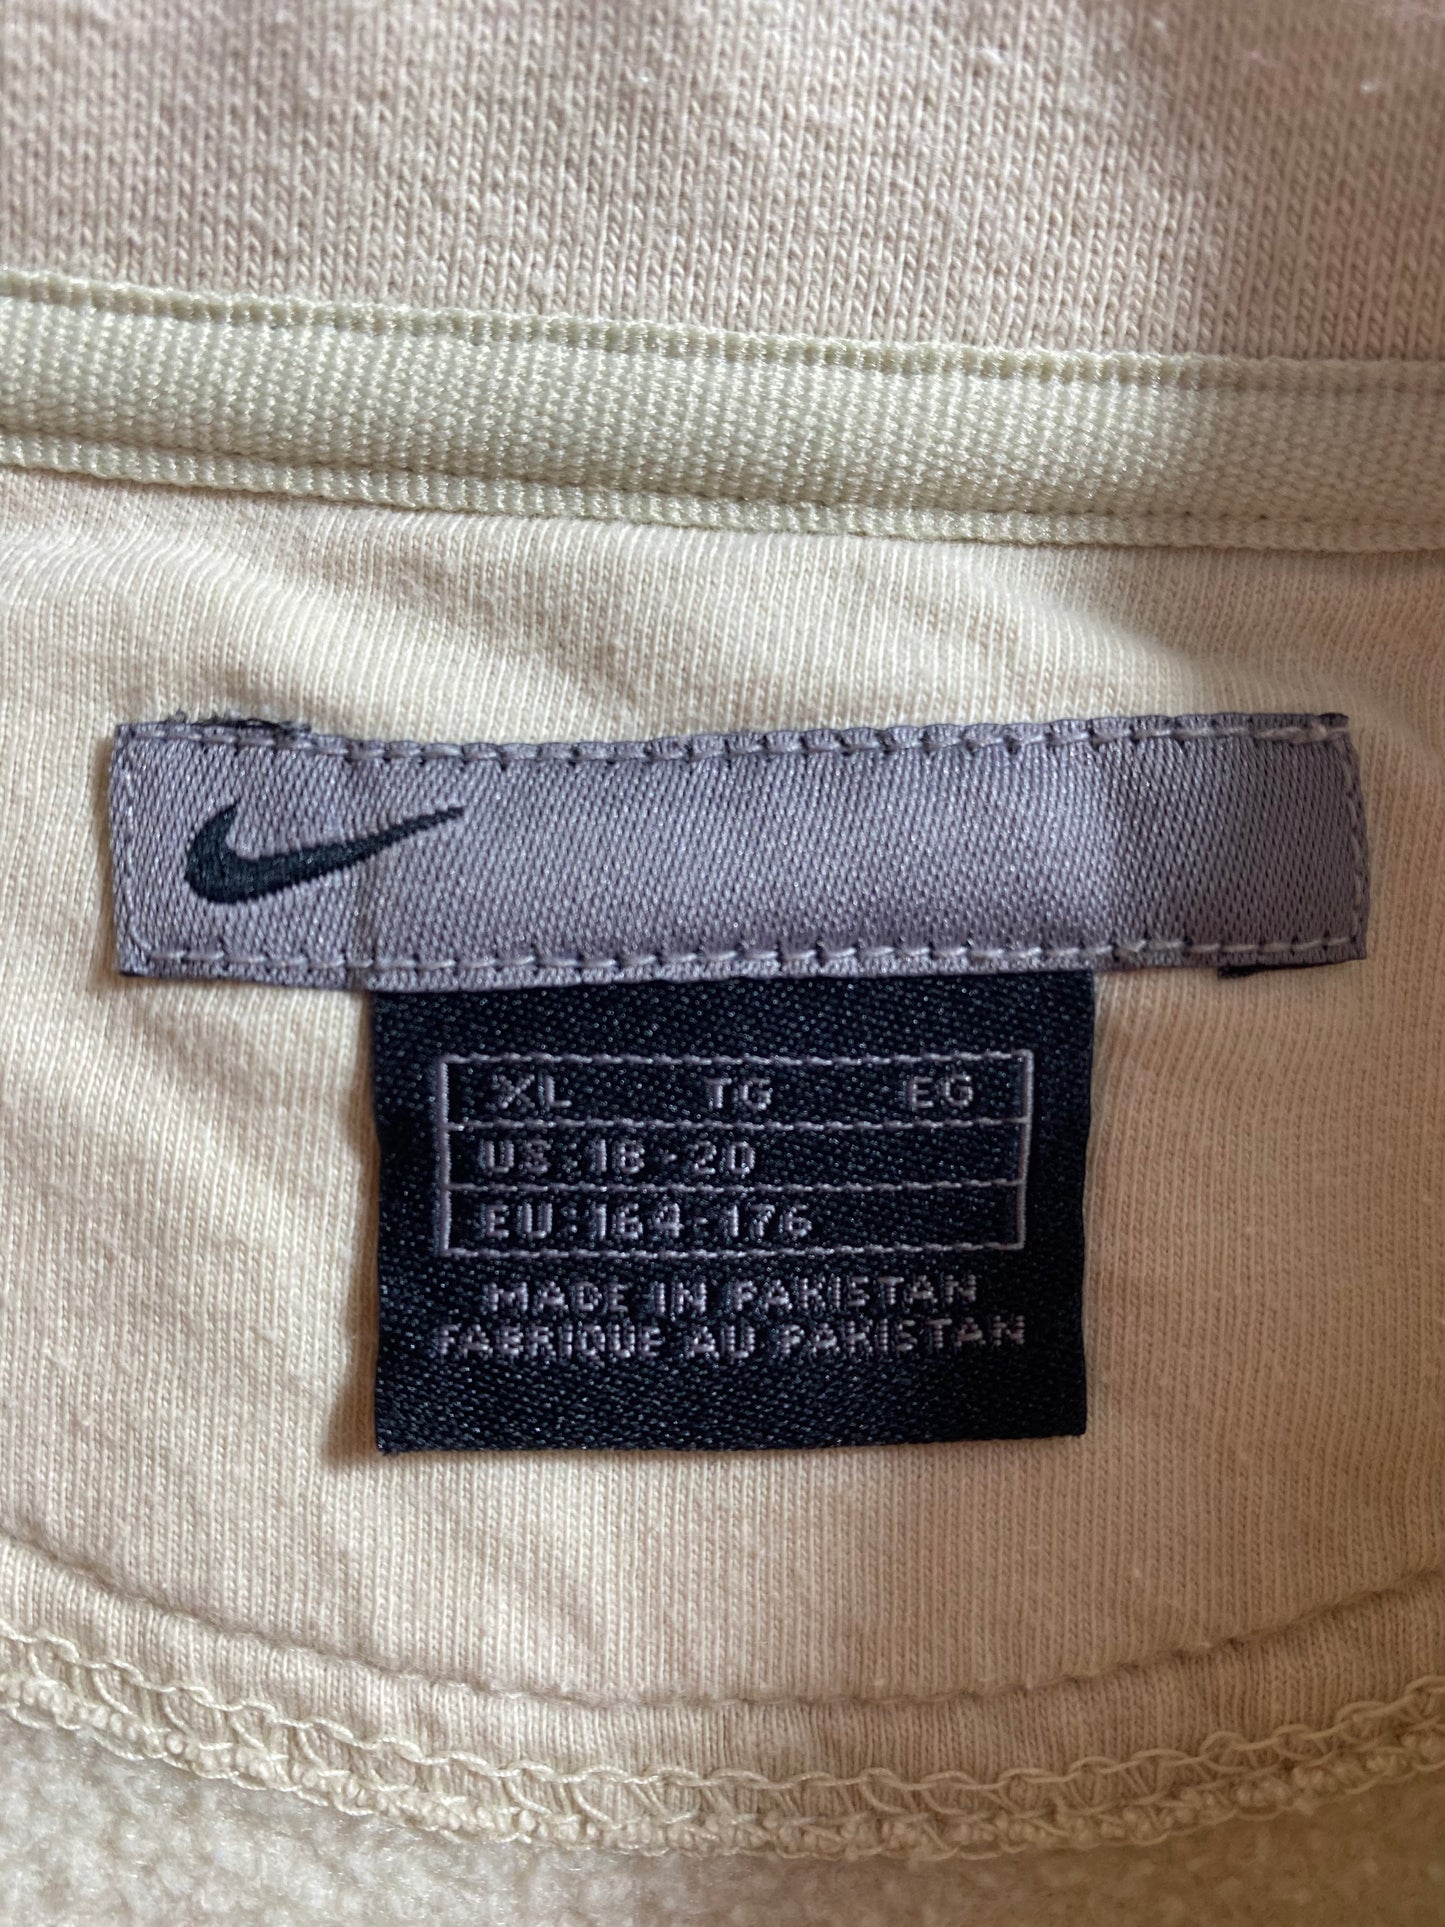 XL TG EG
US:18-20
EU:164-176
MADE IN PAKISTAN
FABRIQUE AU PAKISTAN